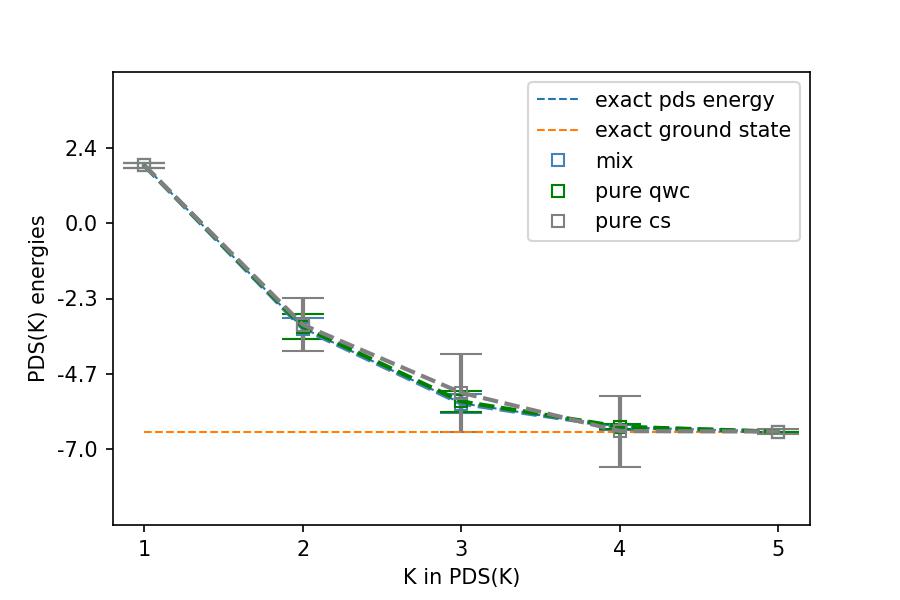 exact pds energy
exact ground state
mix
pure qwc
pure cs
PDS(K) energies
2.4
0.0
-2.3
-4.7
-7.0
1 2 3 4 5
K in PDS(K)